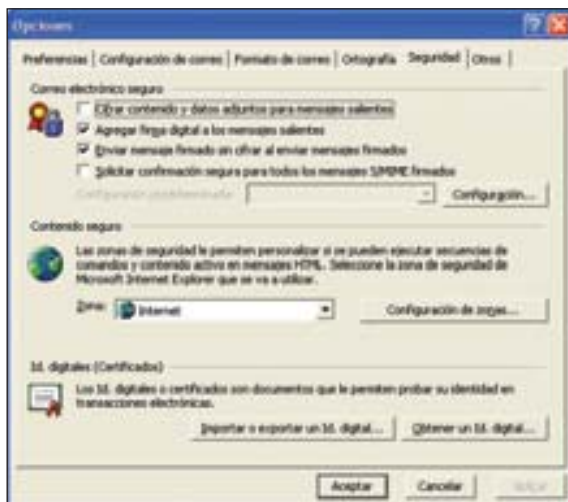 Opciones
Preferencias | Configuración de correo | Formato de correo | Ortografía | Seguridad | Otros |
Correo electrónico seguro
Cifrar contenido y datos adjuntos para mensajes salientes
Agregar firma digital a los mensajes salientes
Enviar mensaje firmado sin cifrar al enviar mensajes firmados
Solicitar confirmación segura para todos los mensajes S/MIME firmados
Configuración predeterminada: Configuración...
Contenido seguro
Las zonas de seguridad le permiten personalizar si se pueden ejecutar secuencias de
comandos y contenido activo en mensajes HTML. Seleccione la zona de seguridad de
Microsoft Internet Explorer que se va a utilizar.
Zona: Internet Configuración de zonas...
Id. digitales (Certificados)
Los Id. digitales o certificados son documentos que le permiten probar su identidad en
transacciones electrónicas.
Importar o exportar un Id. digital... Obtener un Id. digital...
Aceptar Cancelar Aplicar